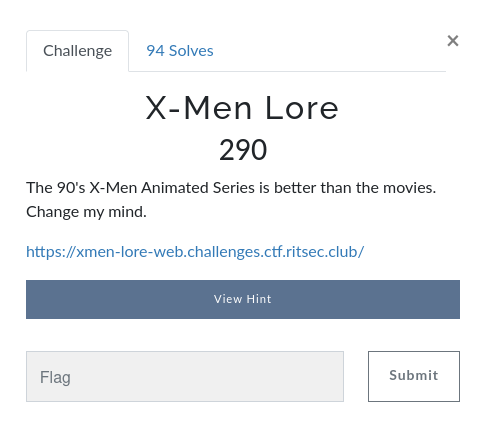 Challenge
94 Solves
×
X-Men Lore
290
The 90's X-Men Animated Series is better than the movies.
Change my mind.
https://xmen-lore-web.challenges.ctf.ritsec.club/
View Hint
Flag
Submit